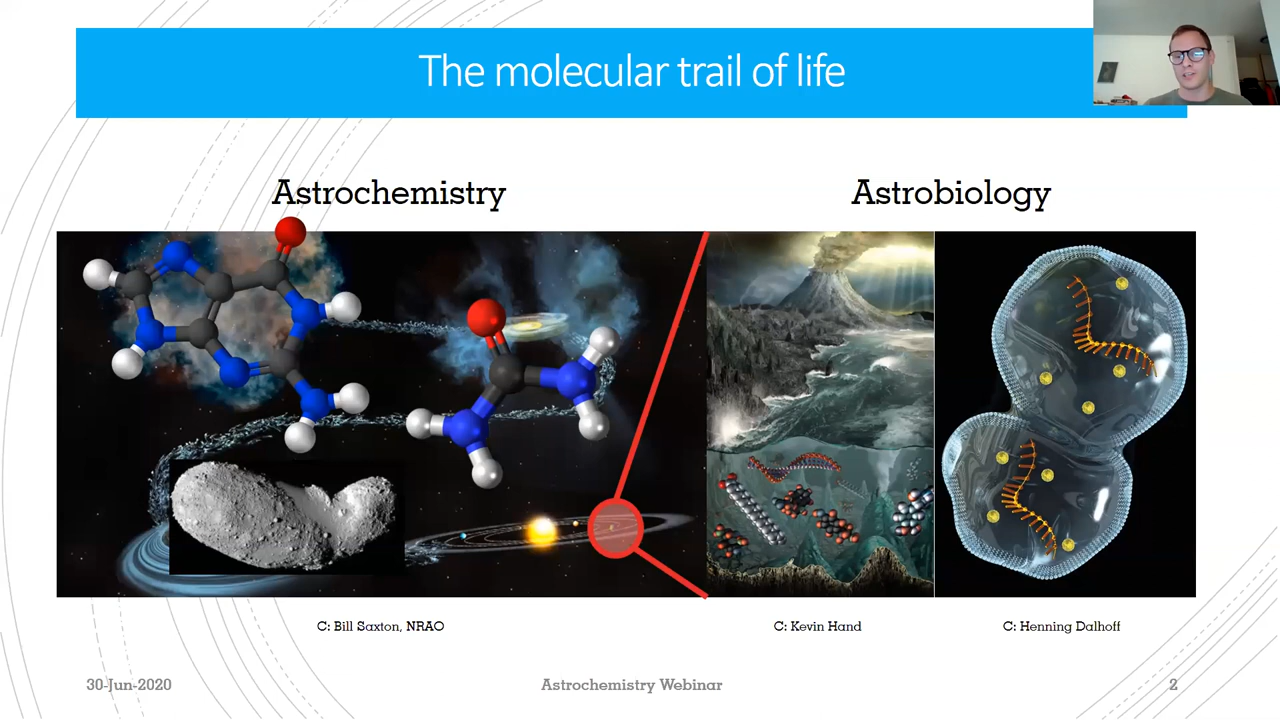 The molecular trail of life
Astrochemistry
Astrobiology
C: Bill Saxton, NRAO
C: Kevin Hand
C: Henning Dalhoff
30-Jun-2020
Astrochemistry Webinar
2